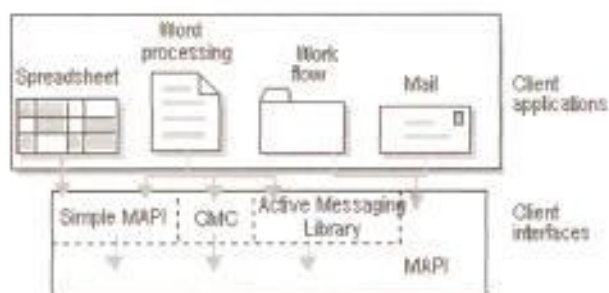 Spreadsheet
Word
processing
Work
flow
Mail
Client
applications
Simple MAPI
CMC
Active Messaging
Library
MAPI
Client
interfaces